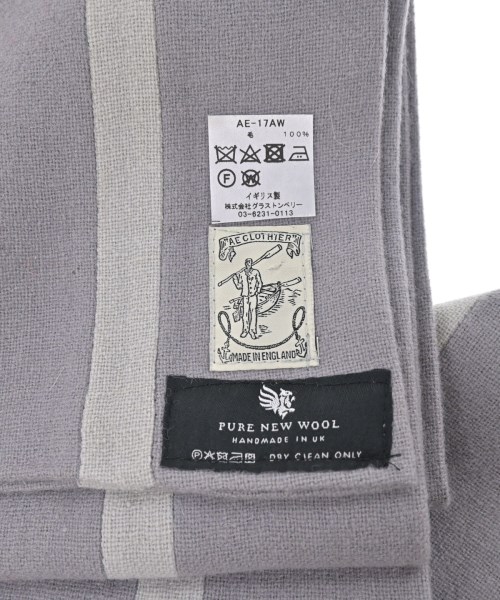 AE-17AW
毛 100%
F W
イギリス製
株式会社グラストンベリー
03-6231-0113
"AE CLOTHIER"
MADE IN ENGLAND
PURE NEW WOOL
HANDMADE IN UK
P DRY CLEAN ONLY